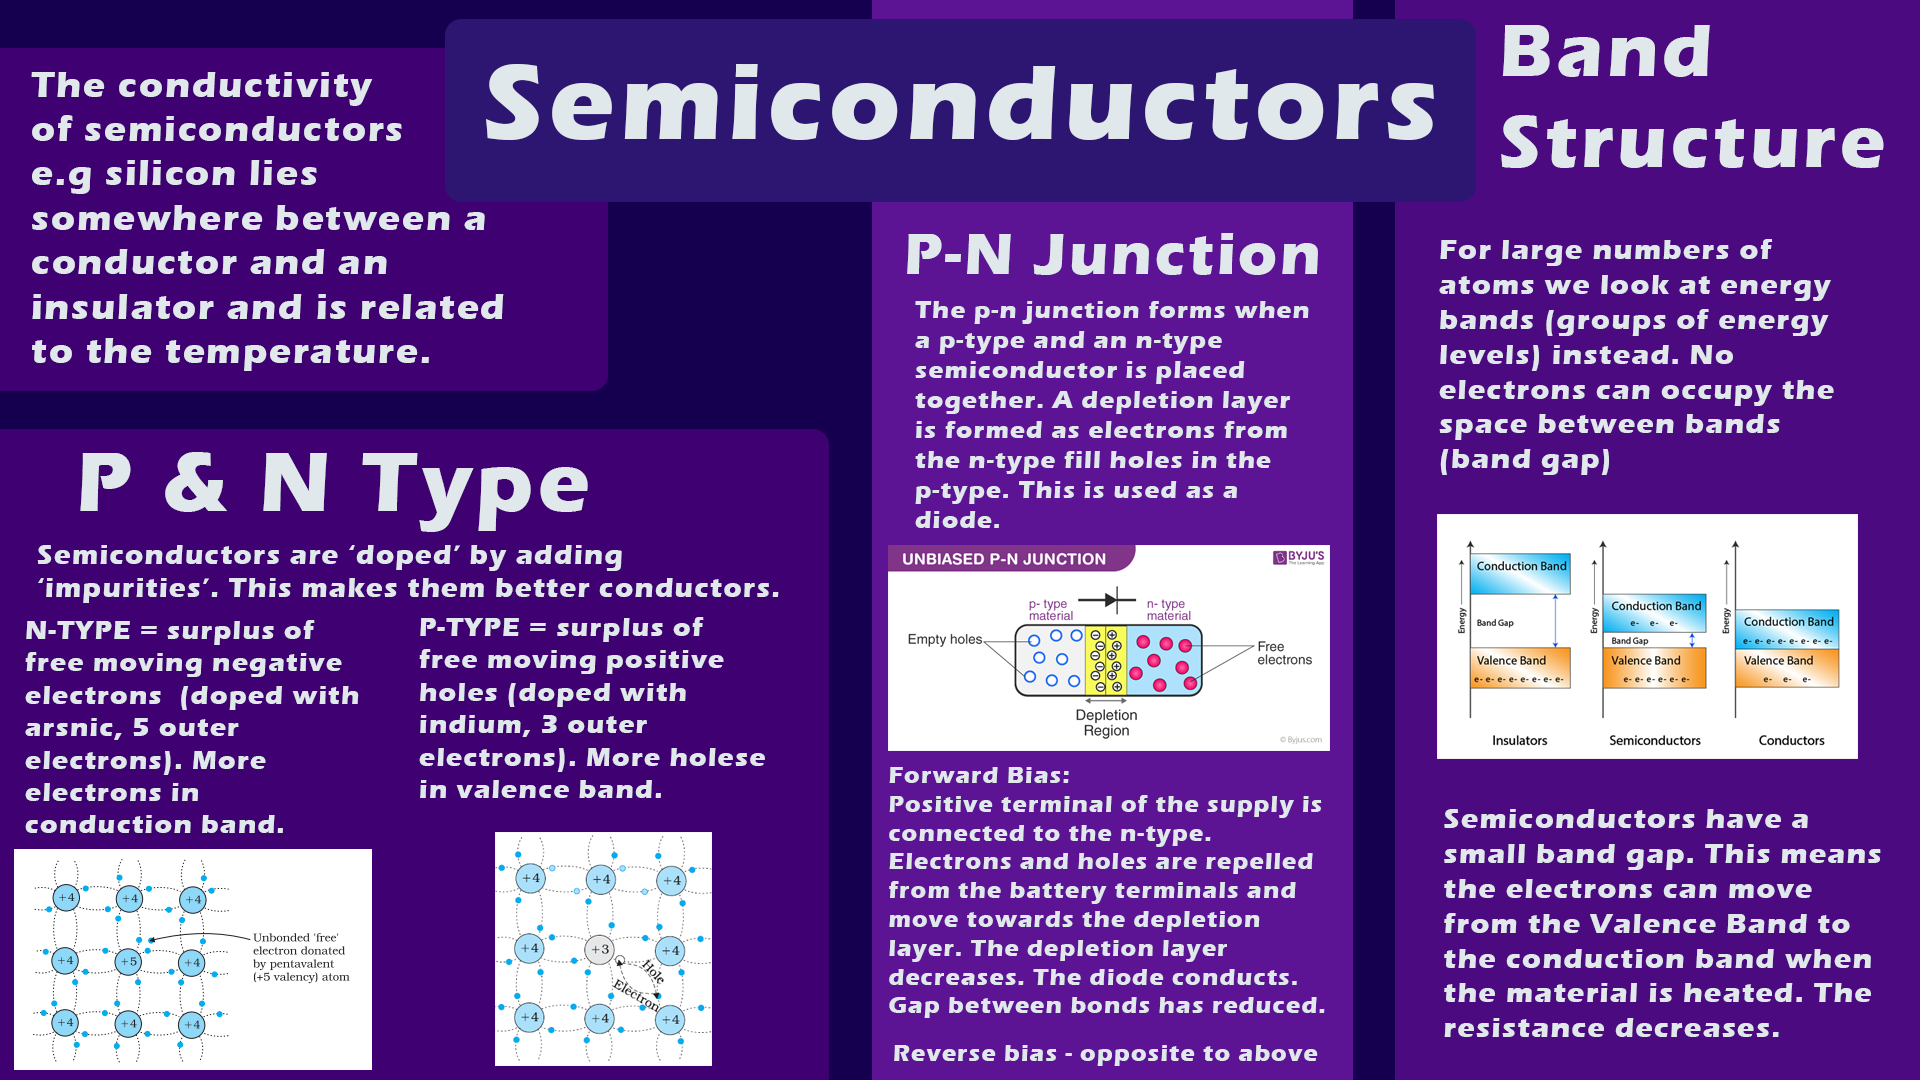 Semiconductors
The conductivity
of semiconductors
e.g silicon lies
somewhere between a
conductor and an
insulator and is related
to the temperature.
P & N Type
Semiconductors are ‘doped’ by adding
‘impurities’. This makes them better conductors.
N-TYPE = surplus of
free moving negative
electrons (doped with
arsnic, 5 outer
electrons). More
electrons in
conduction band.
+4 +4 +4
+4 +5 +4
+4 +4 +4
Unbonded 'free'
electron donated
by pentavalent
(+5 valency) atom
P-TYPE = surplus of
free moving positive
holes (doped with
indium, 3 outer
electrons). More holese
in valence band.
+4 +4 +4
+4 +3 +4
Hole
Electron
+4 +4 +4
P-N Junction
The p-n junction forms when
a p-type and an n-type
semiconductor is placed
together. A depletion layer
is formed as electrons from
the n-type fill holes in the
p-type. This is used as a
diode.
UNBIASED P-N JUNCTION
BYJU'S
The Learning App
p- type
material
n- type
material
Empty holes
Free
electrons
Depletion
Region
© Byjus.com
Forward Bias:
Positive terminal of the supply is
connected to the n-type.
Electrons and holes are repelled
from the battery terminals and
move towards the depletion
layer. The depletion layer
decreases. The diode conducts.
Gap between bonds has reduced.
Reverse bias - opposite to above
Band
Structure
For large numbers of
atoms we look at energy
bands (groups of energy
levels) instead. No
electrons can occupy the
space between bands
(band gap)
Energy
Conduction Band
Band Gap
Valence Band
e- e- e- e- e- e- e- e-
Insulators
Energy
Conduction Band
e- e- e-
Band Gap
Valence Band
e- e- e- e- e- e-
Semiconductors
Energy
Conduction Band
e- e- e- e- e- e- e- e-
Valence Band
e- e- e-
Conductors
Semiconductors have a
small band gap. This means
the electrons can move
from the Valence Band to
the conduction band when
the material is heated. The
resistance decreases.